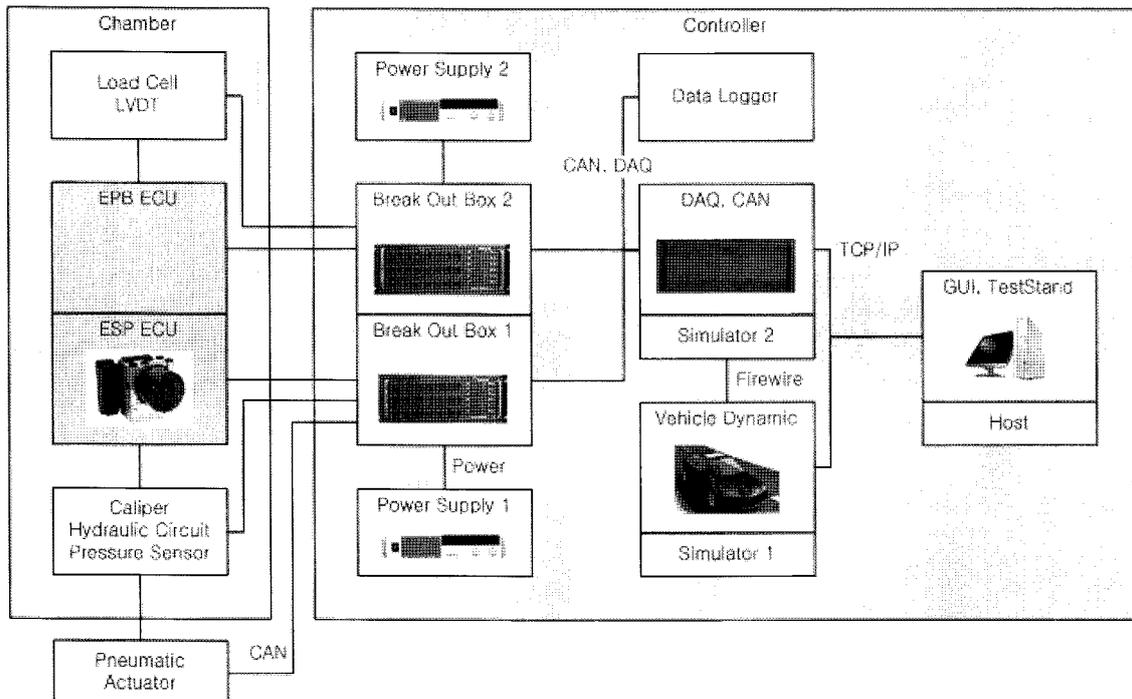 Chamber
Load Cell
LVDT
EPB ECU
ESP ECU
Caliper
Hydraulic Circuit
Pressure Sensor
Pneumatic
Actuator
CAN
Controller
Power Supply 2
Data Logger
CAN, DAQ
Break Out Box 2
DAQ, CAN
TCP/IP
Simulator 2
GUI, TestStand
Host
Break Out Box 1
Firewire
Vehicle Dynamic
Simulator 1
Power
Power Supply 1